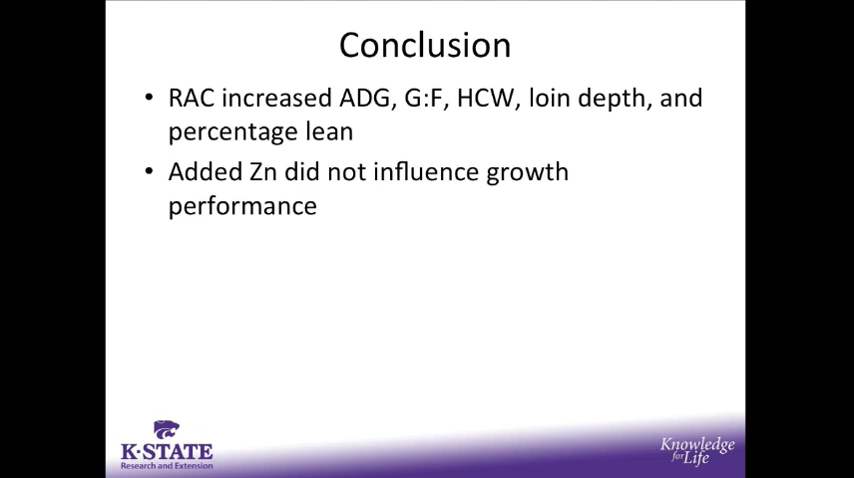 Conclusion
• RAC increased ADG, G:F, HCW, loin depth, and
percentage lean
• Added Zn did not influence growth
performance
K-STATE
Research and Extension
Knowledge
for Life